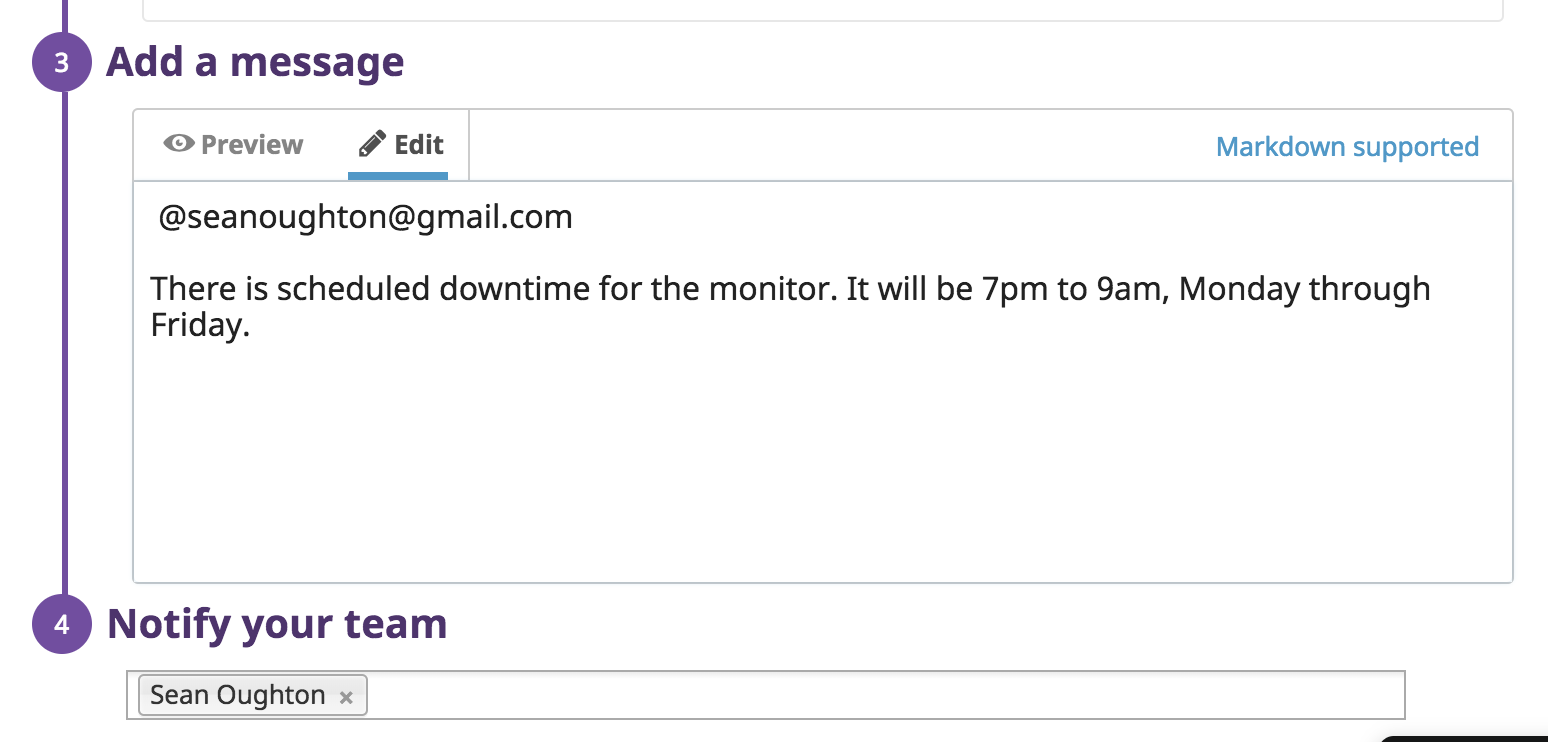 3 Add a message
Preview Edit Markdown supported
@seanoughton@gmail.com
There is scheduled downtime for the monitor. It will be 7pm to 9am, Monday through
Friday.
4 Notify your team
Sean Oughton ×